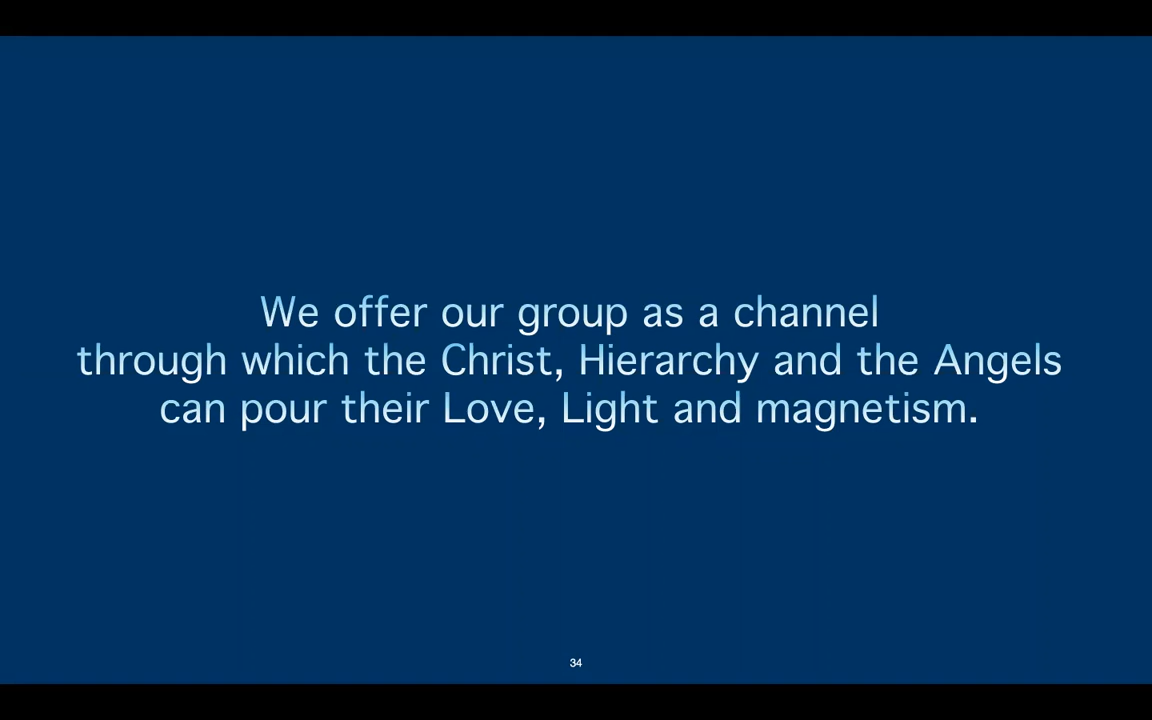 We offer our group as a channel
through which the Christ, Hierarchy and the Angels
can pour their Love, Light and magnetism.
34